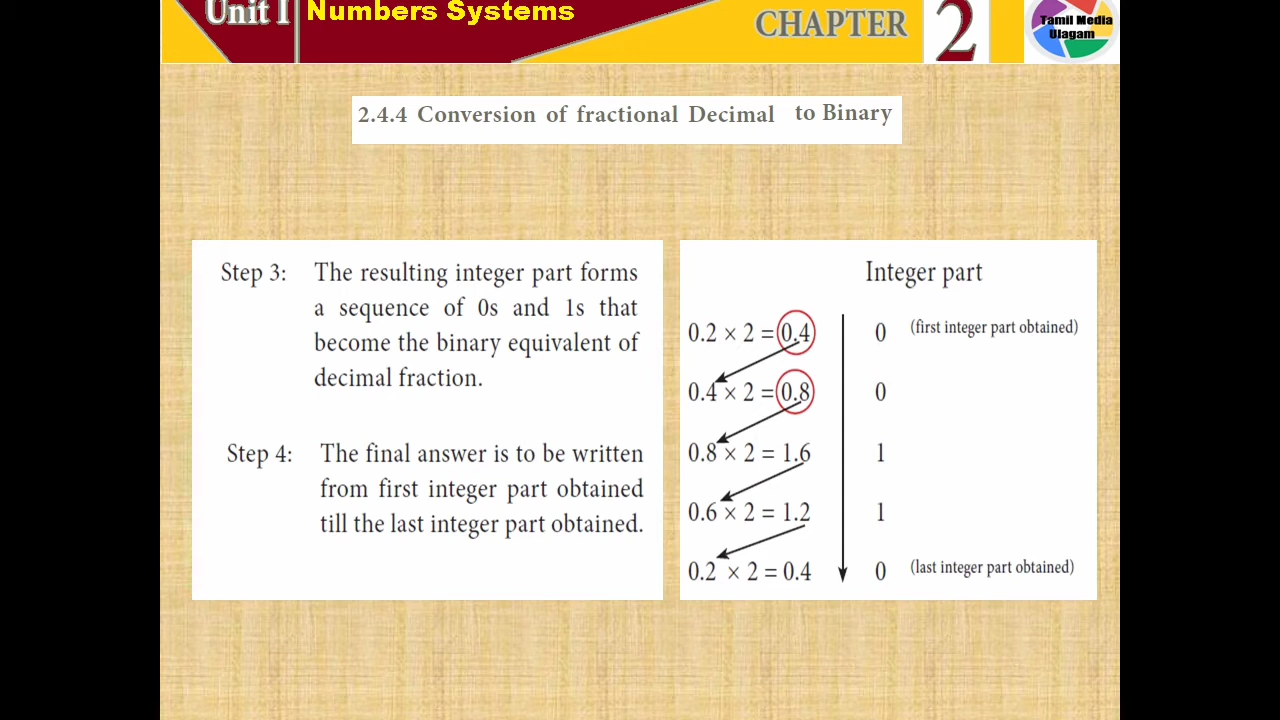 Unit I
Numbers Systems
CHAPTER 2
Tamil Media
Ulagam
2.4.4 Conversion of fractional Decimal to Binary
Step 3: The resulting integer part forms
a sequence of 0s and 1s that
become the binary equivalent of
decimal fraction.
Step 4: The final answer is to be written
from first integer part obtained
till the last integer part obtained.
Integer part
0.2 × 2 = 0.4 0 (first integer part obtained)
0.4 × 2 = 0.8 0
0.8 × 2 = 1.6 1
0.6 × 2 = 1.2 1
0.2 × 2 = 0.4 0 (last integer part obtained)